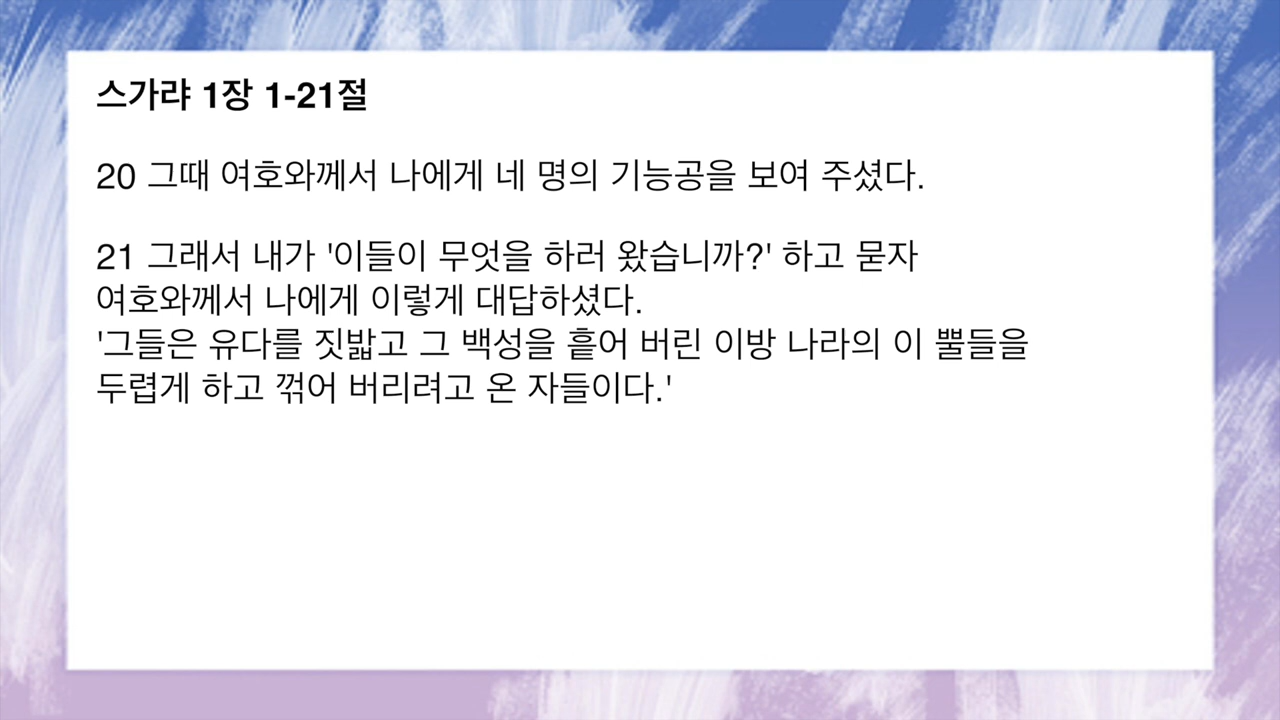 스가랴 1장 1-21절
20 그때 여호와께서 나에게 네 명의 기능공을 보여 주셨다.
21 그래서 내가 '이들이 무엇을 하러 왔습니까?' 하고 묻자
여호와께서 나에게 이렇게 대답하셨다.
'그들은 유다를 짓밟고 그 백성을 흩어 버린 이방 나라의 이 뿔들을
두렵게 하고 꺾어 버리려고 온 자들이다.'